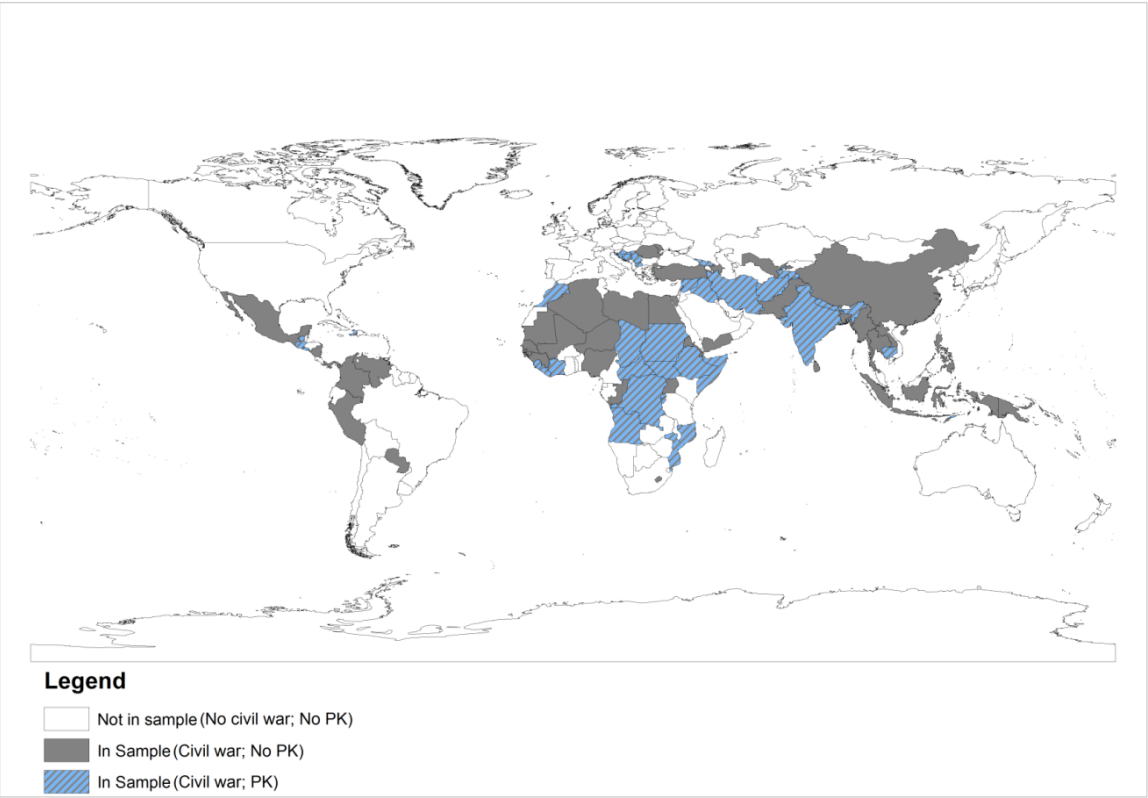 Legend
Not in sample (No civil war; No PK)
In Sample (Civil war; No PK)
In Sample (Civil war; PK)